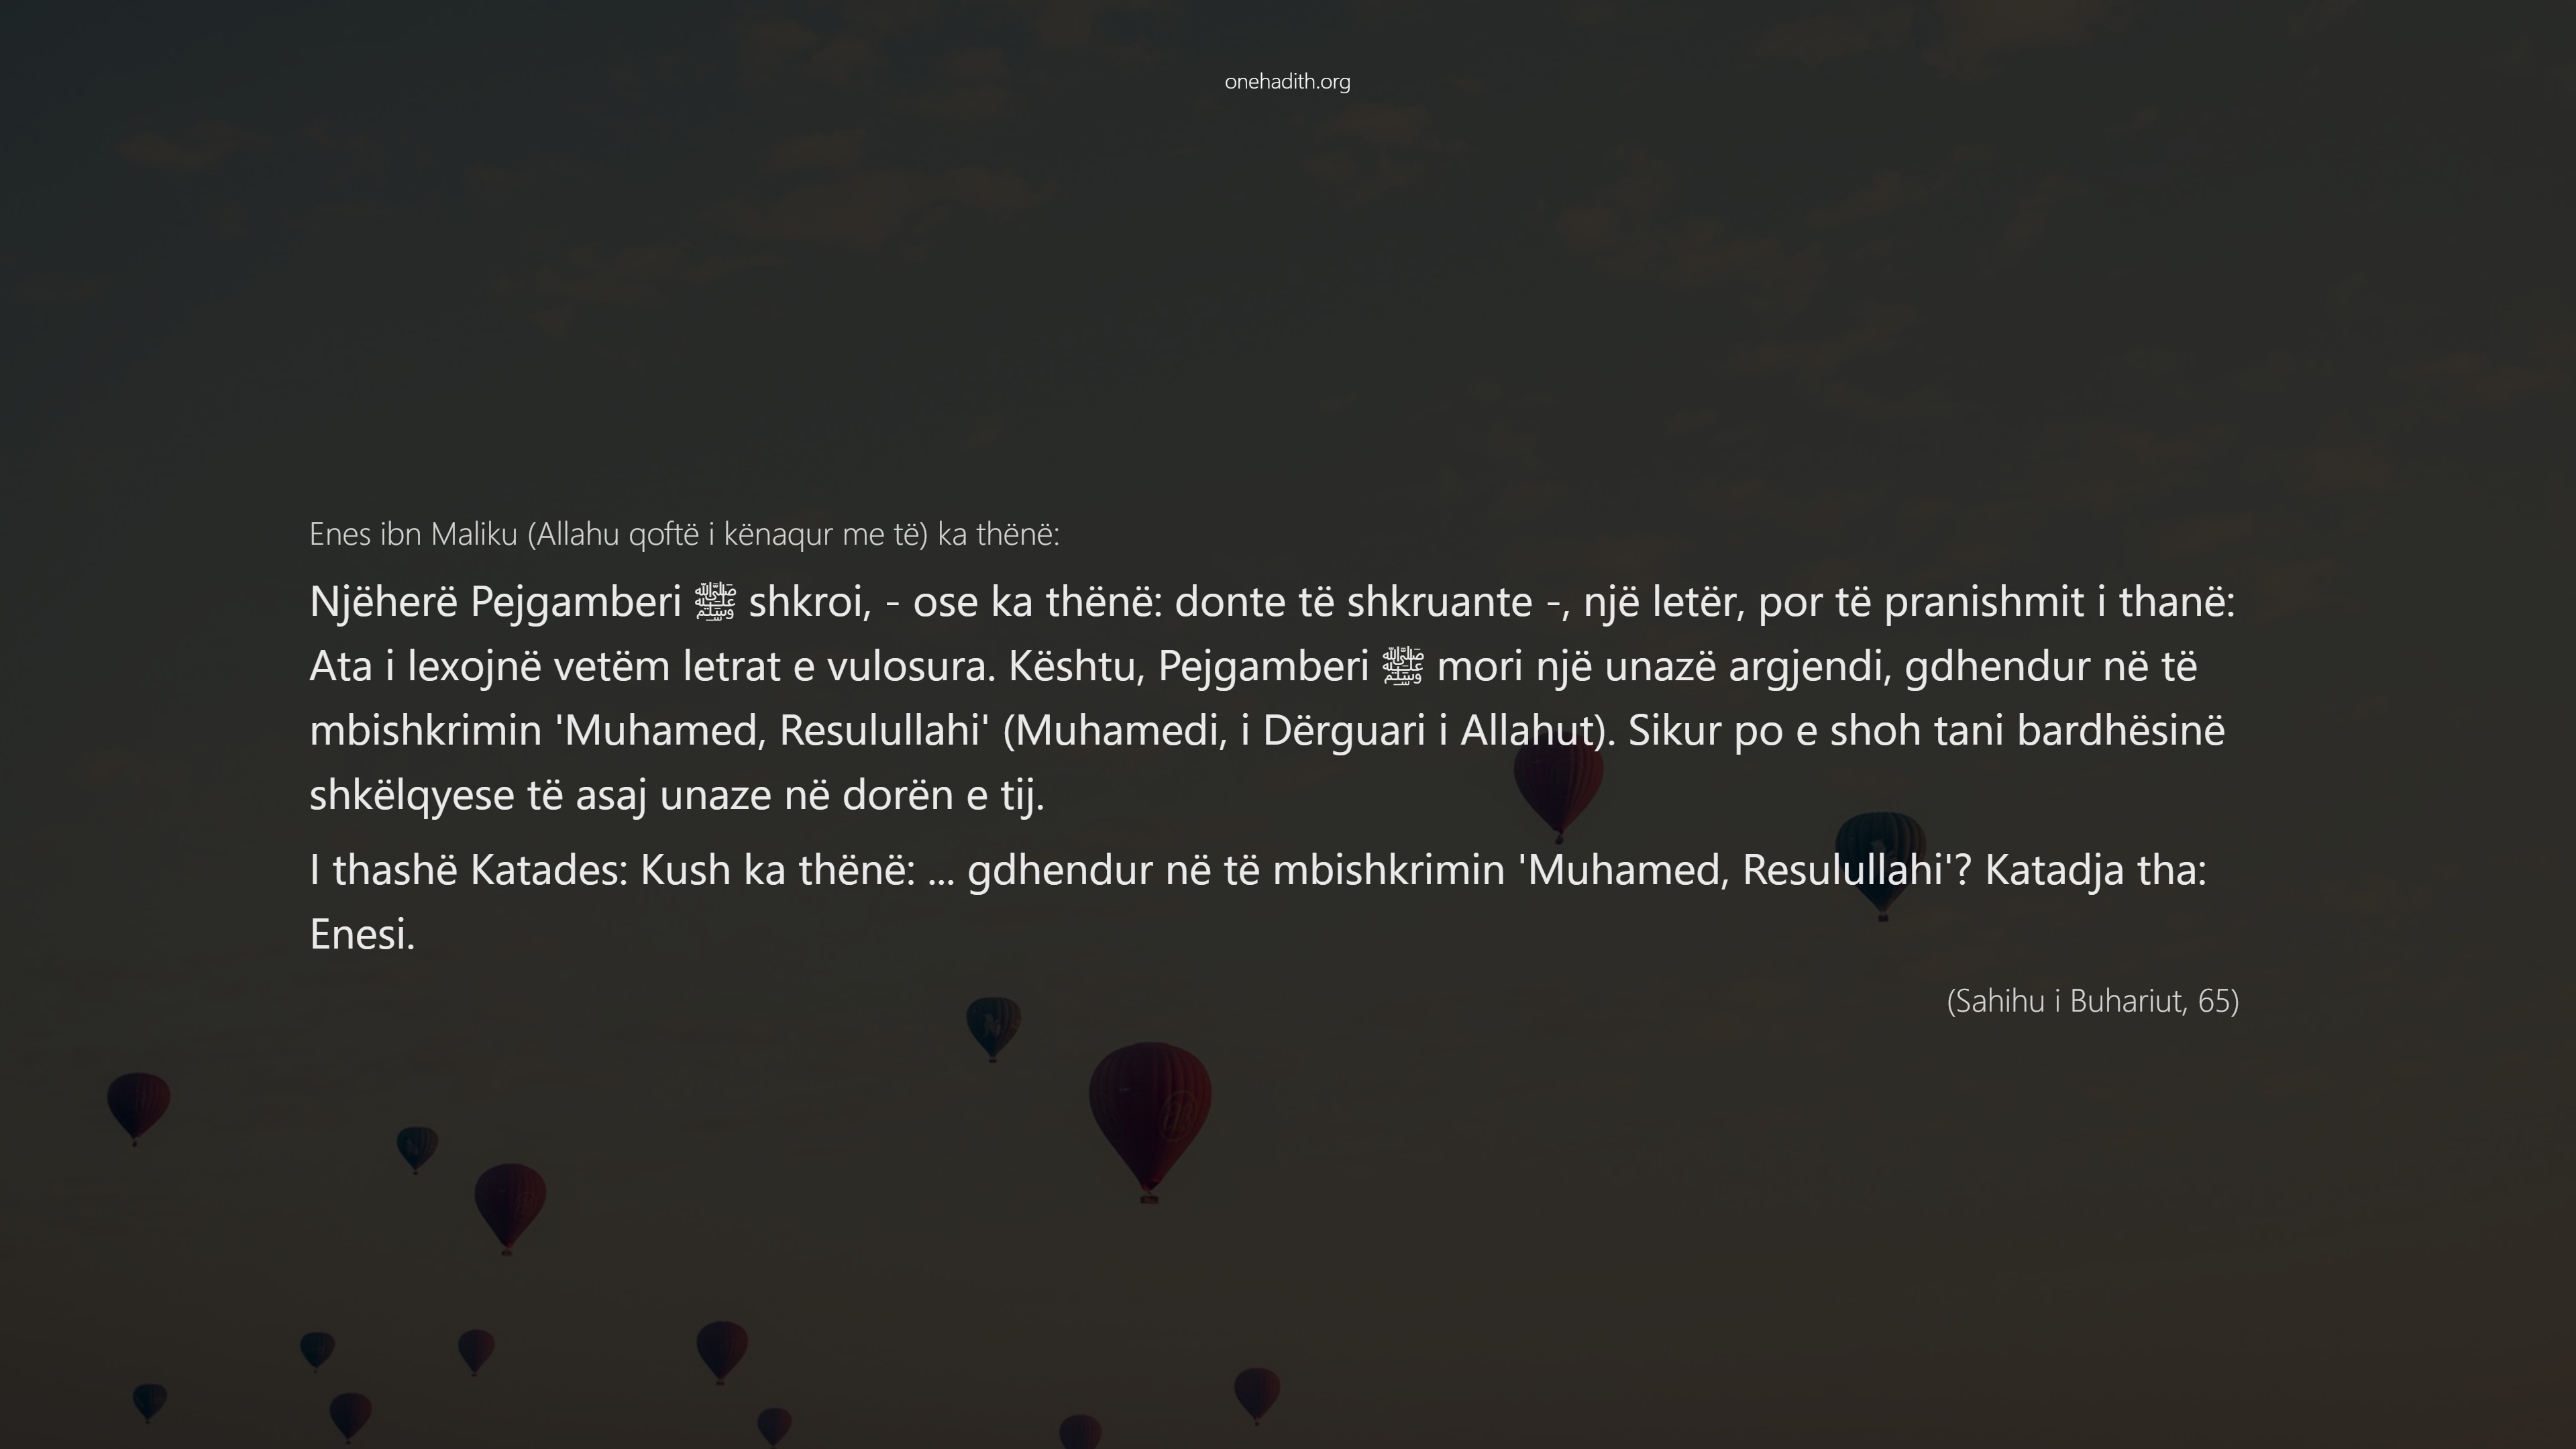 onehadith.org
Enes ibn Maliku (Allahu qoftë i kënaqur me të) ka thënë:
Njëherë Pejgamberi ﷺ shkroi, - ose ka thënë: donte të shkruante -, një letër, por të pranishmit i thanë:
Ata i lexojnë vetëm letrat e vulosura. Kështu, Pejgamberi ﷺ mori një unazë argjendi, gdhendur në të
mbishkrimin 'Muhamed, Resulullahi' (Muhamedi, i Dërguari i Allahut). Sikur po e shoh tani bardhësinë
shkëlqyese të asaj unaze në dorën e tij.
I thashë Katades: Kush ka thënë: ... gdhendur në të mbishkrimin 'Muhamed, Resulullahi'? Katadja tha:
Enesi.
(Sahihu i Buhariut, 65)